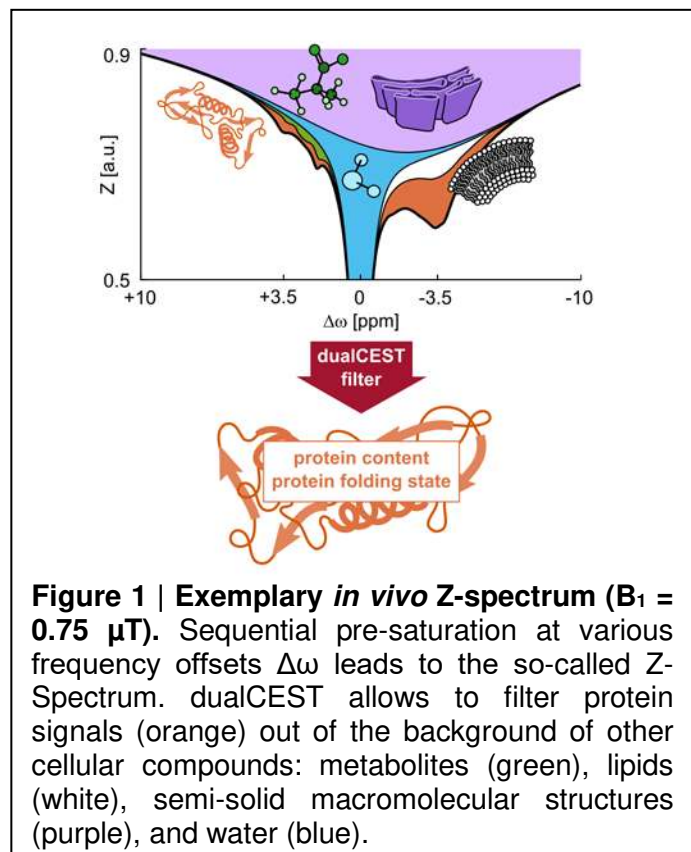 0.9
Z [a.u.]
0.5
+10 +3.5 0 -3.5 -10
Δω [ppm]
dualCEST
filter
protein content
protein folding state
Figure 1 | Exemplary in vivo Z-spectrum (B₁ =
0.75 µT). Sequential pre-saturation at various
frequency offsets Δω leads to the so-called Z-
Spectrum. dualCEST allows to filter protein
signals (orange) out of the background of other
cellular compounds: metabolites (green), lipids
(white), semi-solid macromolecular structures
(purple), and water (blue).